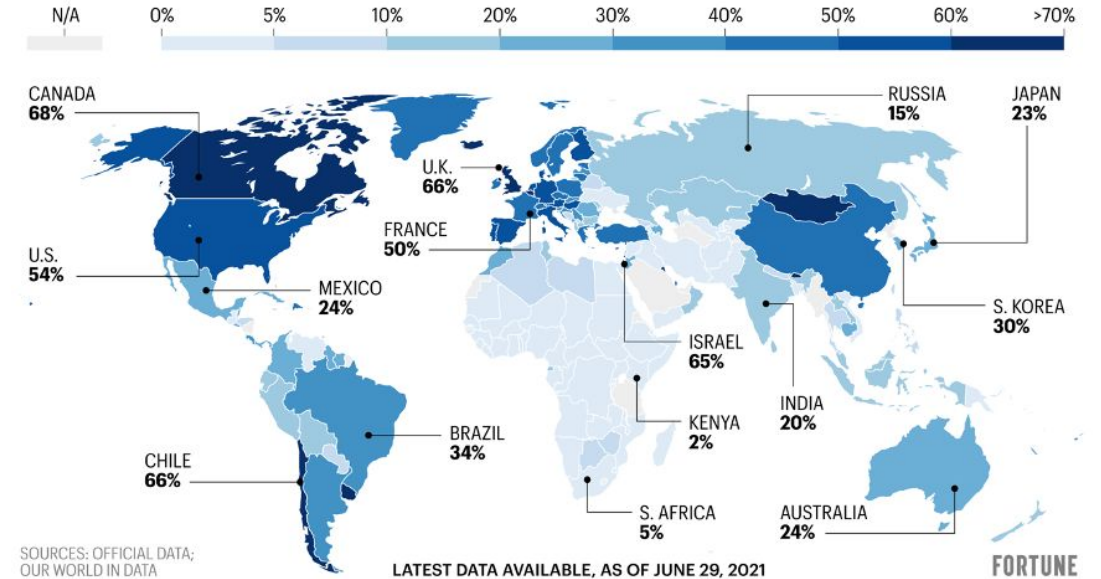 N/A 0% 5% 10% 20% 30% 40% 50% 60% >70%
CANADA
68%
RUSSIA
15%
JAPAN
23%
U.K.
66%
FRANCE
50%
U.S.
54%
MEXICO
24%
S. KOREA
30%
ISRAEL
65%
INDIA
20%
KENYA
2%
BRAZIL
34%
CHILE
66%
S. AFRICA
5%
AUSTRALIA
24%
SOURCES: OFFICIAL DATA;
OUR WORLD IN DATA
LATEST DATA AVAILABLE, AS OF JUNE 29, 2021
FORTUNE